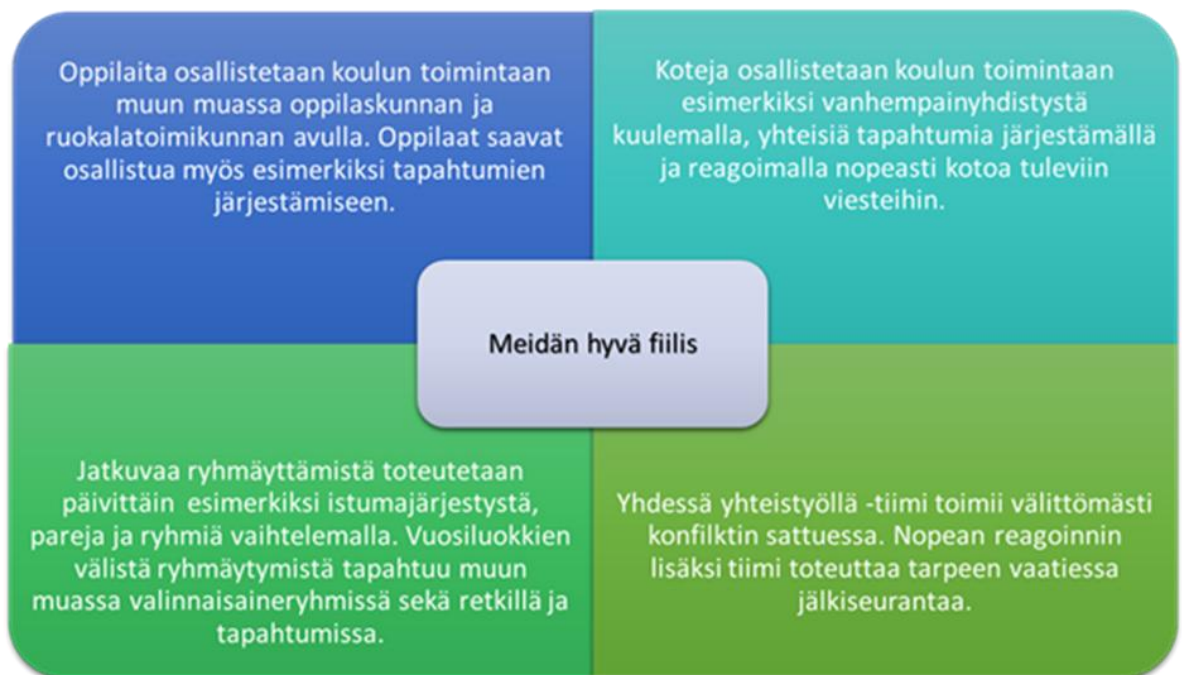 Oppilaita osallistetaan koulun toimintaan
muun muassa oppilaskunnan ja
ruokalatoimikunnan avulla. Oppilaat saavat
osallistua myös esimerkiksi tapahtumien
järjestämiseen.
Koteja osallistetaan koulun toimintaan
esimerkiksi vanhempainyhdistystä
kuulemalla, yhteisiä tapahtumia järjestämällä
ja reagoimalla nopeasti kotoa tuleviin
viesteihin.
Meidän hyvä fiilis
Jatkuvaa ryhmäyttämistä toteutetaan
päivittäin esimerkiksi istumajärjestystä,
pareja ja ryhmiä vaihtelemalla. Vuosiluokkien
välistä ryhmäytymistä tapahtuu muun
muassa valinnaisaineryhmissä sekä retkillä ja
tapahtumissa.
Yhdessä yhteistyöllä -tiimi toimii välittömästi
konfilktin sattuessa. Nopean reagoinnin
lisäksi tiimi toteuttaa tarpeen vaatiessa
jälkiseurantaa.